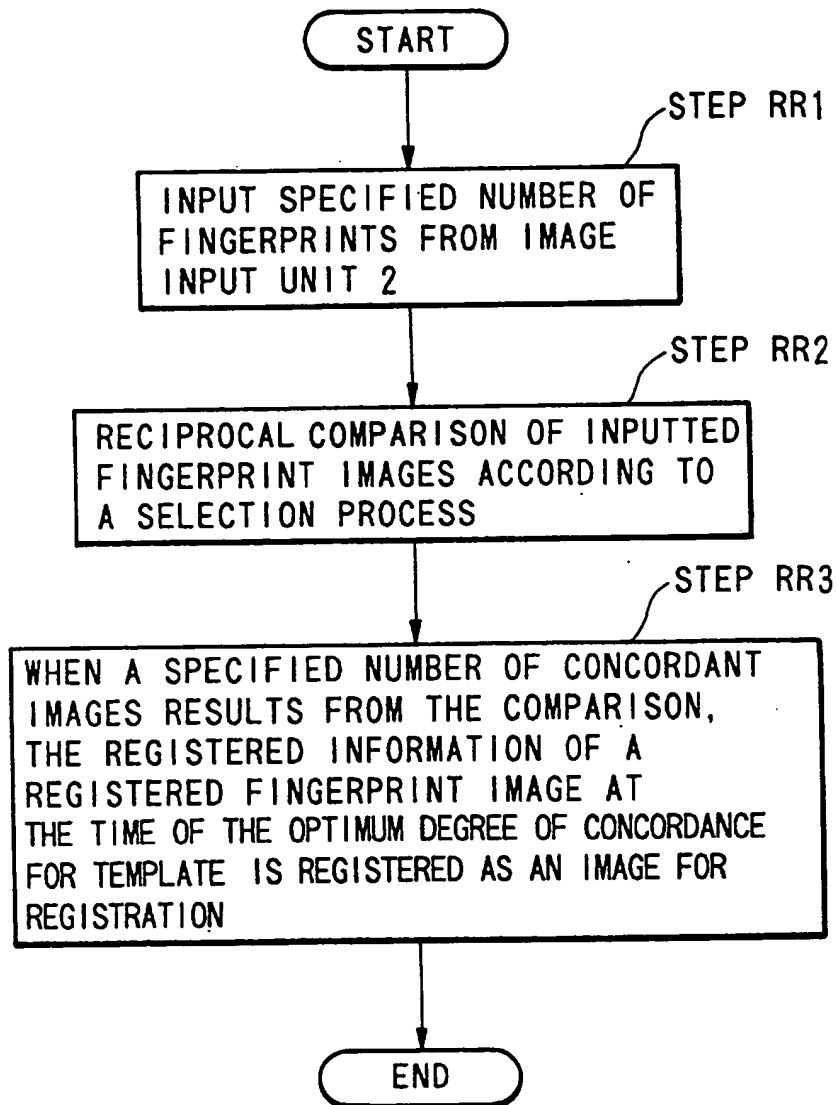 START
STEP RR1
INPUT SPECIFIED NUMBER OF
FINGERPRINTS FROM IMAGE
INPUT UNIT 2
STEP RR2
RECIPROCAL COMPARISON OF INPUTTED
FINGERPRINT IMAGES ACCORDING TO
A SELECTION PROCESS
STEP RR3
WHEN A SPECIFIED NUMBER OF CONCORDANT
IMAGES RESULTS FROM THE COMPARISON,
THE REGISTERED INFORMATION OF A
REGISTERED FINGERPRINT IMAGE AT
THE TIME OF THE OPTIMUM DEGREE OF CONCORDANCE
FOR TEMPLATE IS REGISTERED AS AN IMAGE FOR
REGISTRATION
END